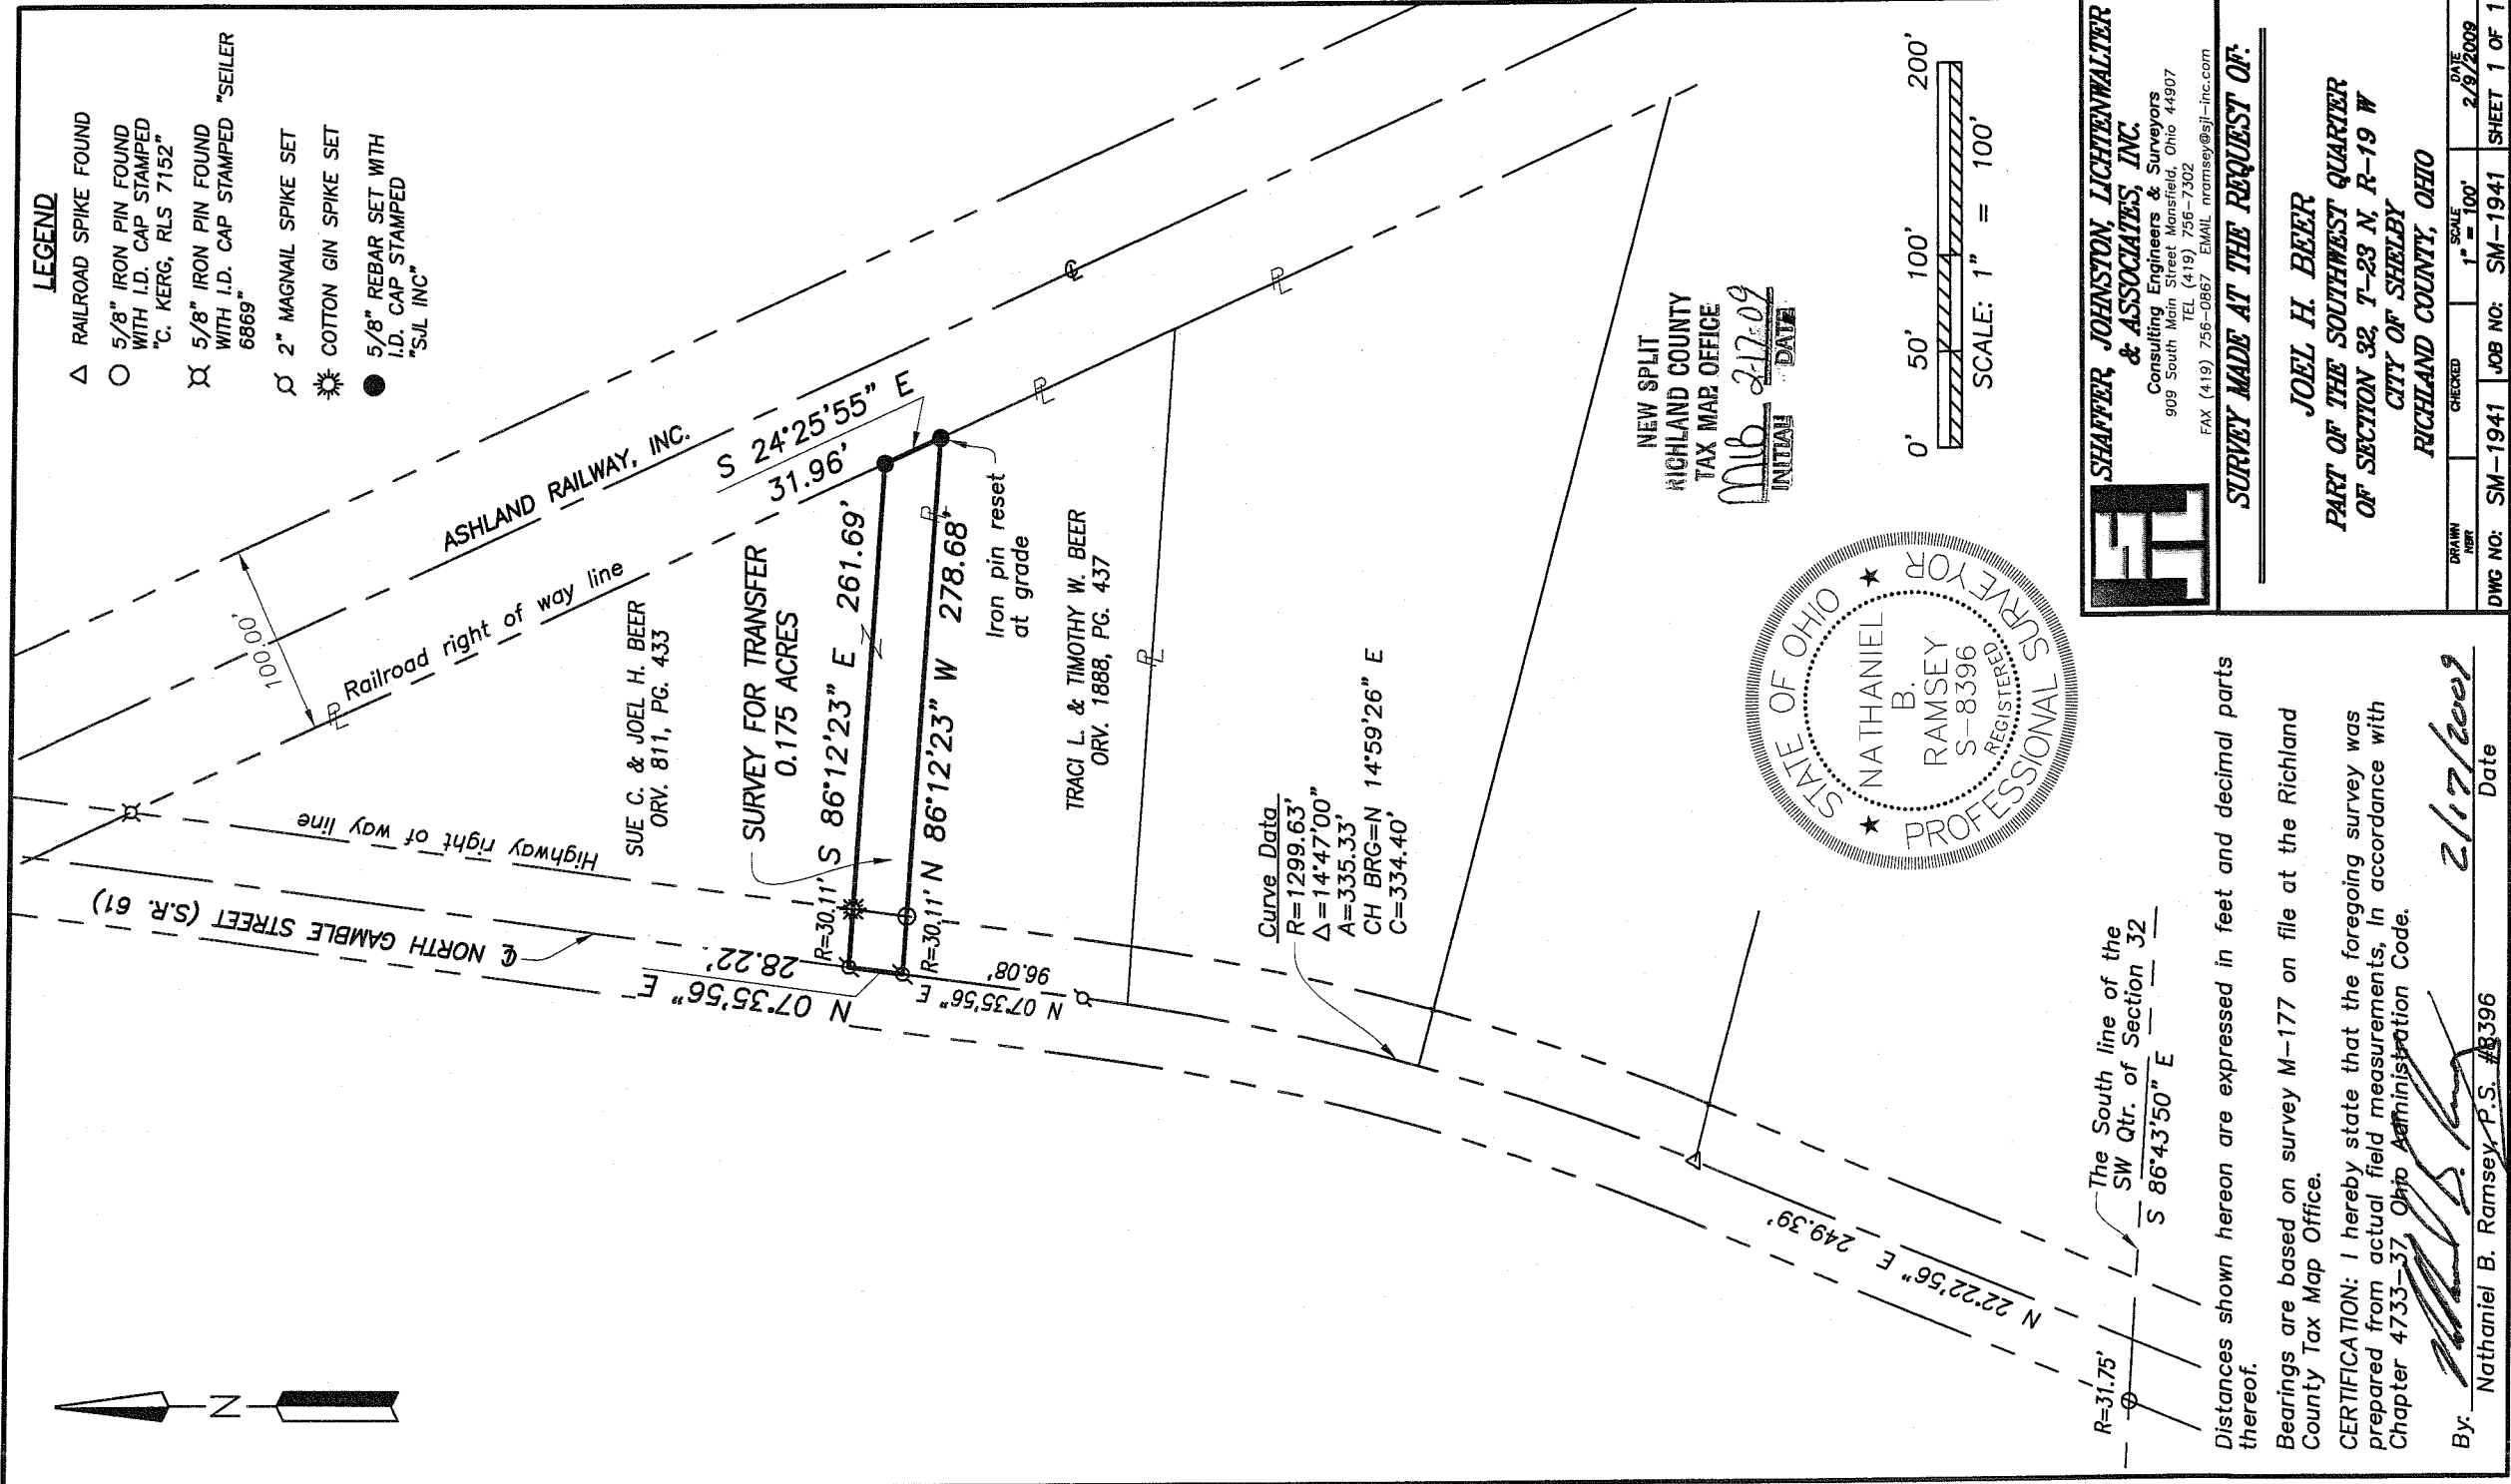 LEGEND
△ RAILROAD SPIKE FOUND
○ 5/8" IRON PIN FOUND
WITH I.D. CAP STAMPED
"C. KERG, RLS 7152"
5/8" IRON PIN FOUND
WITH I.D. CAP STAMPED "SEILER
6869"
2" MAGNAIL SPIKE SET
COTTON GIN SPIKE SET
● 5/8" REBAR SET WITH
I.D. CAP STAMPED
"SJL INC"
N
100.00'
ASHLAND RAILWAY, INC.
Railroad right of way line
Highway right of way line
℄ NORTH GAMBLE STREET (S.R. 61)
SUE C. & JOEL H. BEER
ORV. 811, PG. 433
S 24°25'55" E
31.96'
SURVEY FOR TRANSFER
0.175 ACRES
R=30.11' S 86°12'23" E 261.69'
R=30.11' N 86°12'23" W 278.68'
N 07°35'56" E
28.22'
N 07°35'56" E
96.08'
Iron pin reset
at grade
TRACI L. & TIMOTHY W. BEER
ORV. 1888, PG. 437
Curve Data
R=1299.63'
Δ=14°47'00"
A=335.33'
CH BRG=N 14°59'26" E
C=334.40'
NEW SPLIT
RICHLAND COUNTY
TAX MAP OFFICE
MLB 2-17-09
INITIAL DATE
0' 50' 100' 200'
SCALE: 1" = 100'
STATE OF OHIO
NATHANIEL
B.
RAMSEY
S-8396
REGISTERED
PROFESSIONAL SURVEYOR
N 22°22'56" E 249.39'
The South line of the
SW Qtr. of Section 32
S 86°43'50" E
R=31.75'
Distances shown hereon are expressed in feet and decimal parts
thereof.
Bearings are based on survey M-177 on file at the Richland
County Tax Map Office.
CERTIFICATION: I hereby state that the foregoing survey was
prepared from actual field measurements, in accordance with
Chapter 4733-37, Ohio Administration Code.
By: 2/17/2009
Nathaniel B. Ramsey, P.S. #8396 Date
SHAFFER, JOHNSTON, LICHTENWALTER
& ASSOCIATES, INC.
Consulting Engineers & Surveyors
909 South Main Street Mansfield, Ohio 44907
TEL (419) 756-7302
FAX (419) 756-0867 EMAIL nramsey@sjl-inc.com
SURVEY MADE AT THE REQUEST OF:
JOEL H. BEER
PART OF THE SOUTHWEST QUARTER
OF SECTION 32, T-23 N, R-19 W
CITY OF SHELBY
RICHLAND COUNTY, OHIO
DRAWN NBR CHECKED SCALE 1" = 100' DATE 2/9/2009
DWG NO: SM-1941 JOB NO: SM-1941 SHEET 1 OF 1